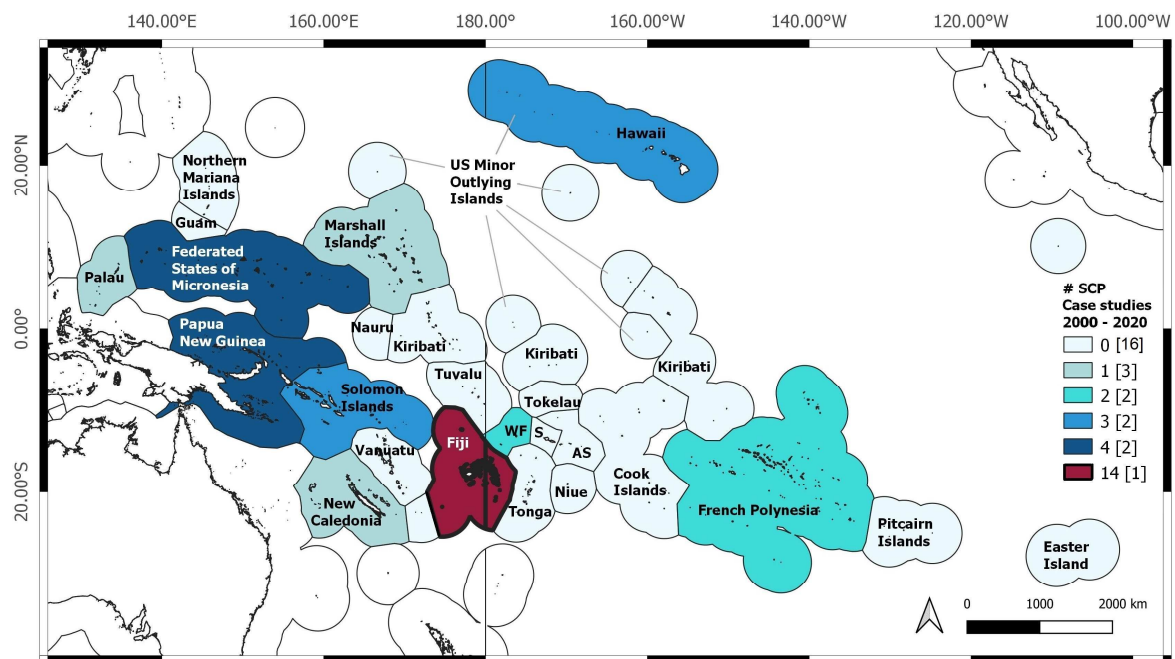 140.00°E 160.00°E 180.00° 160.00°W 140.00°W 120.00°W 100.00°W
20.00°N
0.00°
20.00°S
Hawaii
Northern
Mariana
Islands
US Minor
Outlying
Islands
Guam
Marshall
Islands
Federated
States of
Micronesia
Palau
Papua
New Guinea
Nauru
Kiribati
Kiribati
Kiribati
Tuvalu
Solomon
Islands
Tokelau
WF
S
AS
Fiji
Vanuatu
Cook
Islands
Niue
New
Caledonia
Tonga
French Polynesia
Pitcairn
Islands
Easter
Island
# SCP
Case studies
2000 - 2020
0 [16]
1 [3]
2 [2]
3 [2]
4 [2]
14 [1]
0 1000 2000 km